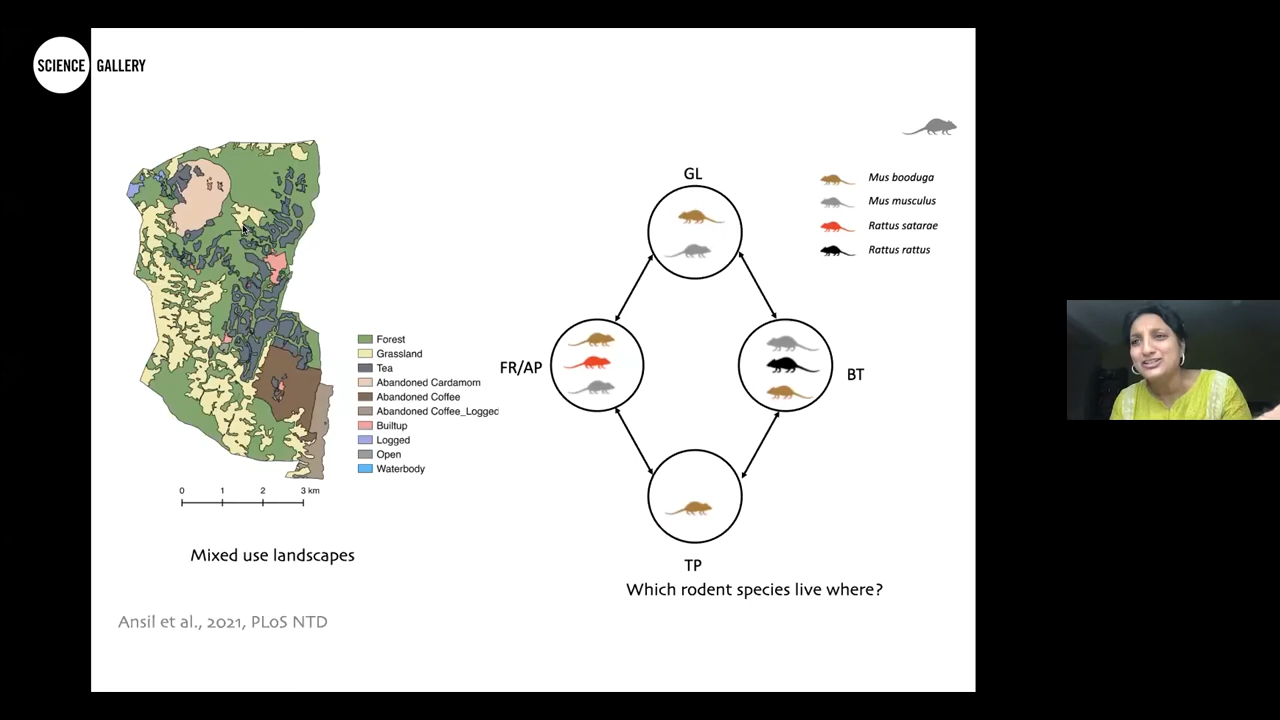 SCIENCE GALLERY
GL
Mus booduga
Mus musculus
Rattus satarae
Rattus rattus
FR/AP
BT
TP
Which rodent species live where?
Forest
Grassland
Tea
Abandoned Cardamom
Abandoned Coffee
Abandoned Coffee_Logged
Builtup
Logged
Open
Waterbody
0 1 2 3 km
Mixed use landscapes
Ansil et al., 2021, PLoS NTD